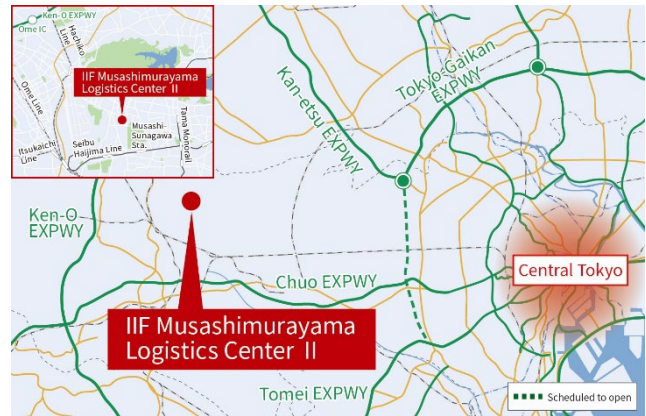 Ken-O EXPWY
Ome IC
Hachiko
Line
IIF Musashimurayama
Logistics Center Ⅱ
Ome Line
Musashi-
Sunagawa
Sta.
Tama Monorail
Itsukaichi
Line
Seibu
Haijima Line
Kan-etsu EXPWY
Tokyo-Gaikan
EXPWY
Ken-O
EXPWY
Chuo EXPWY
Central Tokyo
IIF Musashimurayama
Logistics Center Ⅱ
Tomei EXPWY
Scheduled to open